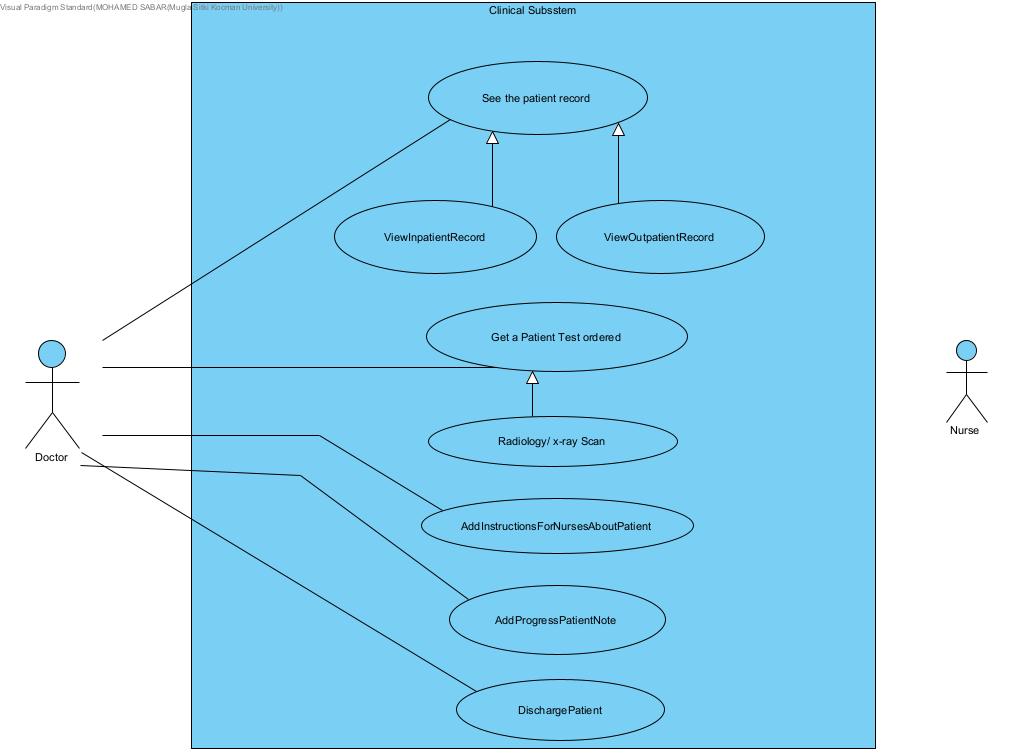 Visual Paradigm Standard(MOHAMED SABAR(Mugla Sitki Kocman University))
Clinical Subsstem
See the patient record
ViewInpatientRecord
ViewOutpatientRecord
Get a Patient Test ordered
Radiology/ x-ray Scan
Doctor
Nurse
AddInstructionsForNursesAboutPatient
AddProgressPatientNote
DischargePatient